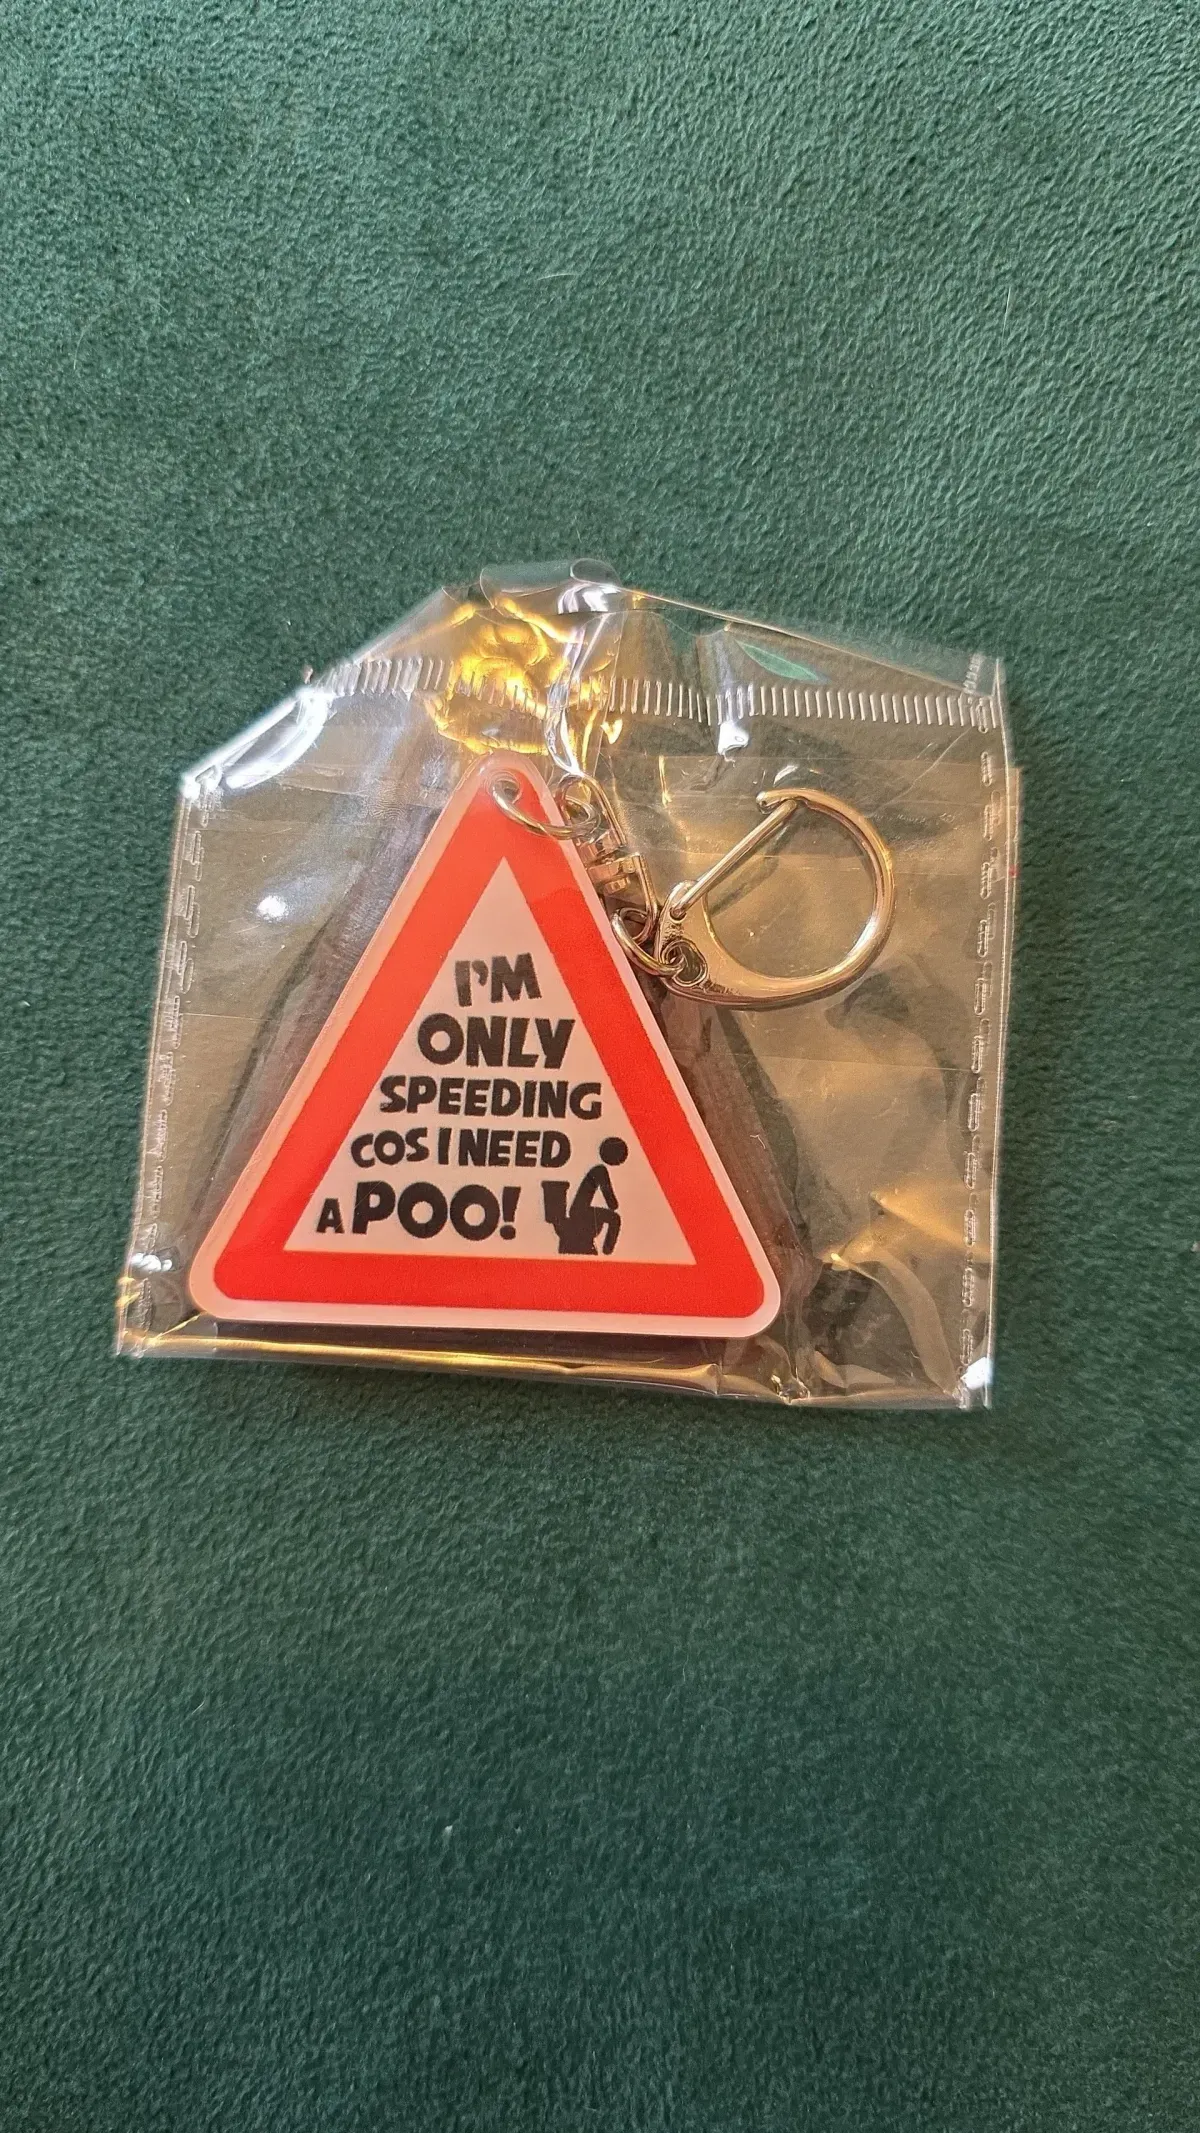 I'M
ONLY
SPEEDING
COS I NEED
A POO!